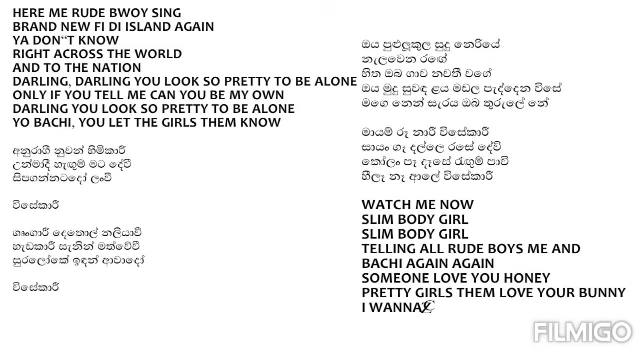 HERE ME RUDE BWOY SING
BRAND NEW FI DI ISLAND AGAIN
YA DON“T KNOW
RIGHT ACROSS THE WORLD
AND TO THE NATION
DARLING, DARLING YOU LOOK SO PRETTY TO BE ALONE
ONLY IF YOU TELL ME CAN YOU BE MY OWN
DARLING YOU LOOK SO PRETTY TO BE ALONE
YO BACHI, YOU LET THE GIRLS THEM KNOW
අනුරාගී නුවන් හිමිකාරී
උන්මාදී හැඟුම් මට දේවී
සිපගන්නටදෝ ලංවී
විසේකාරී
ශෘංගාරී දෙතොල් නලියාවී
හැඩකාරී සැනින් මත්වේවී
සුරලෝකේ ඉඳන් ආවාදෝ
විසේකාරී
ඔය පුළුලුකුල සුදු නෙරියේ
නැලවෙන රඟේ
හිත ඔබ ගාව නවතී වගේ
ඔය මුදු සුවඳ ළය මඬල පැද්දෙන විසේ
මගෙ නෙත් සැරය ඔබ තුරුලේ නේ
මායම් රූ නාරී විසේකාරී
සායං ගෑ දල්ලෙ රසේ දේවි
කෝලං පෑ දෑසේ රැඟුම් පාවි
හීලෑ නෑ ආලේ විසේකාරී
WATCH ME NOW
SLIM BODY GIRL
SLIM BODY GIRL
TELLING ALL RUDE BOYS ME AND
BACHI AGAIN AGAIN
SOMEONE LOVE YOU HONEY
PRETTY GIRLS THEM LOVE YOUR BUNNY
I WANNA
FILMIGO